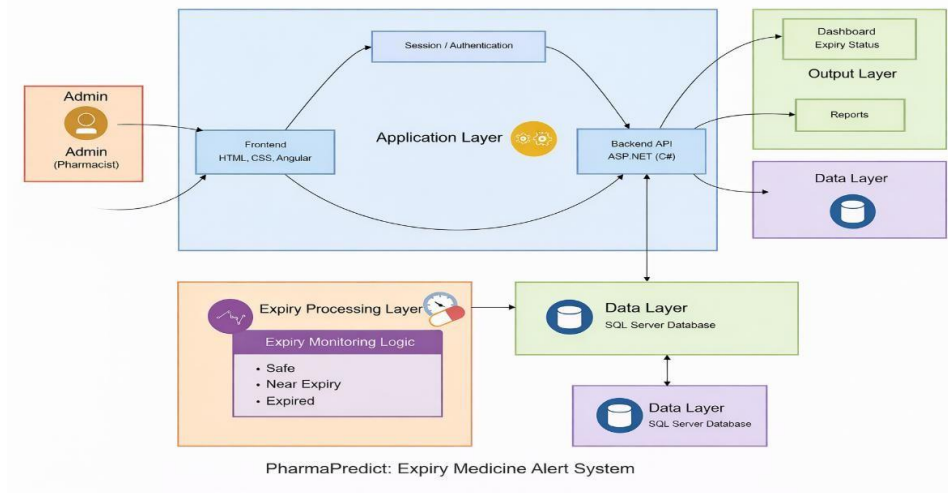 Admin
Admin
(Pharmacist)
Session / Authentication
Application Layer
Frontend
HTML, CSS, Angular
Backend API
ASP.NET (C#)
Dashboard
Expiry Status
Output Layer
Reports
Data Layer
Expiry Processing Layer
Expiry Monitoring Logic
• Safe
• Near Expiry
• Expired
Data Layer
SQL Server Database
Data Layer
SQL Server Database
PharmaPredict: Expiry Medicine Alert System